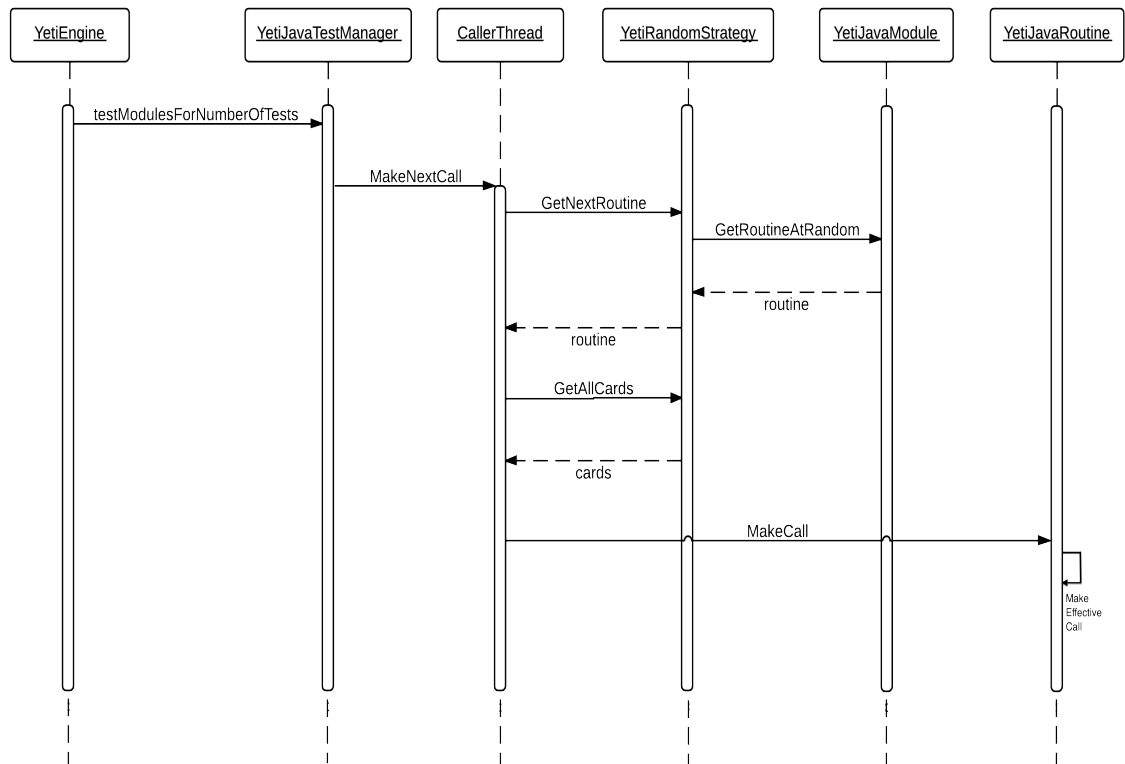 YetiEngine
YetiJavaTestManager
CallerThread
YetiRandomStrategy
YetiJavaModule
YetiJavaRoutine
testModulesForNumberOfTests
MakeNextCall
GetNextRoutine
GetRoutineAtRandom
routine
routine
GetAllCards
cards
MakeCall
Make
Effective
Call